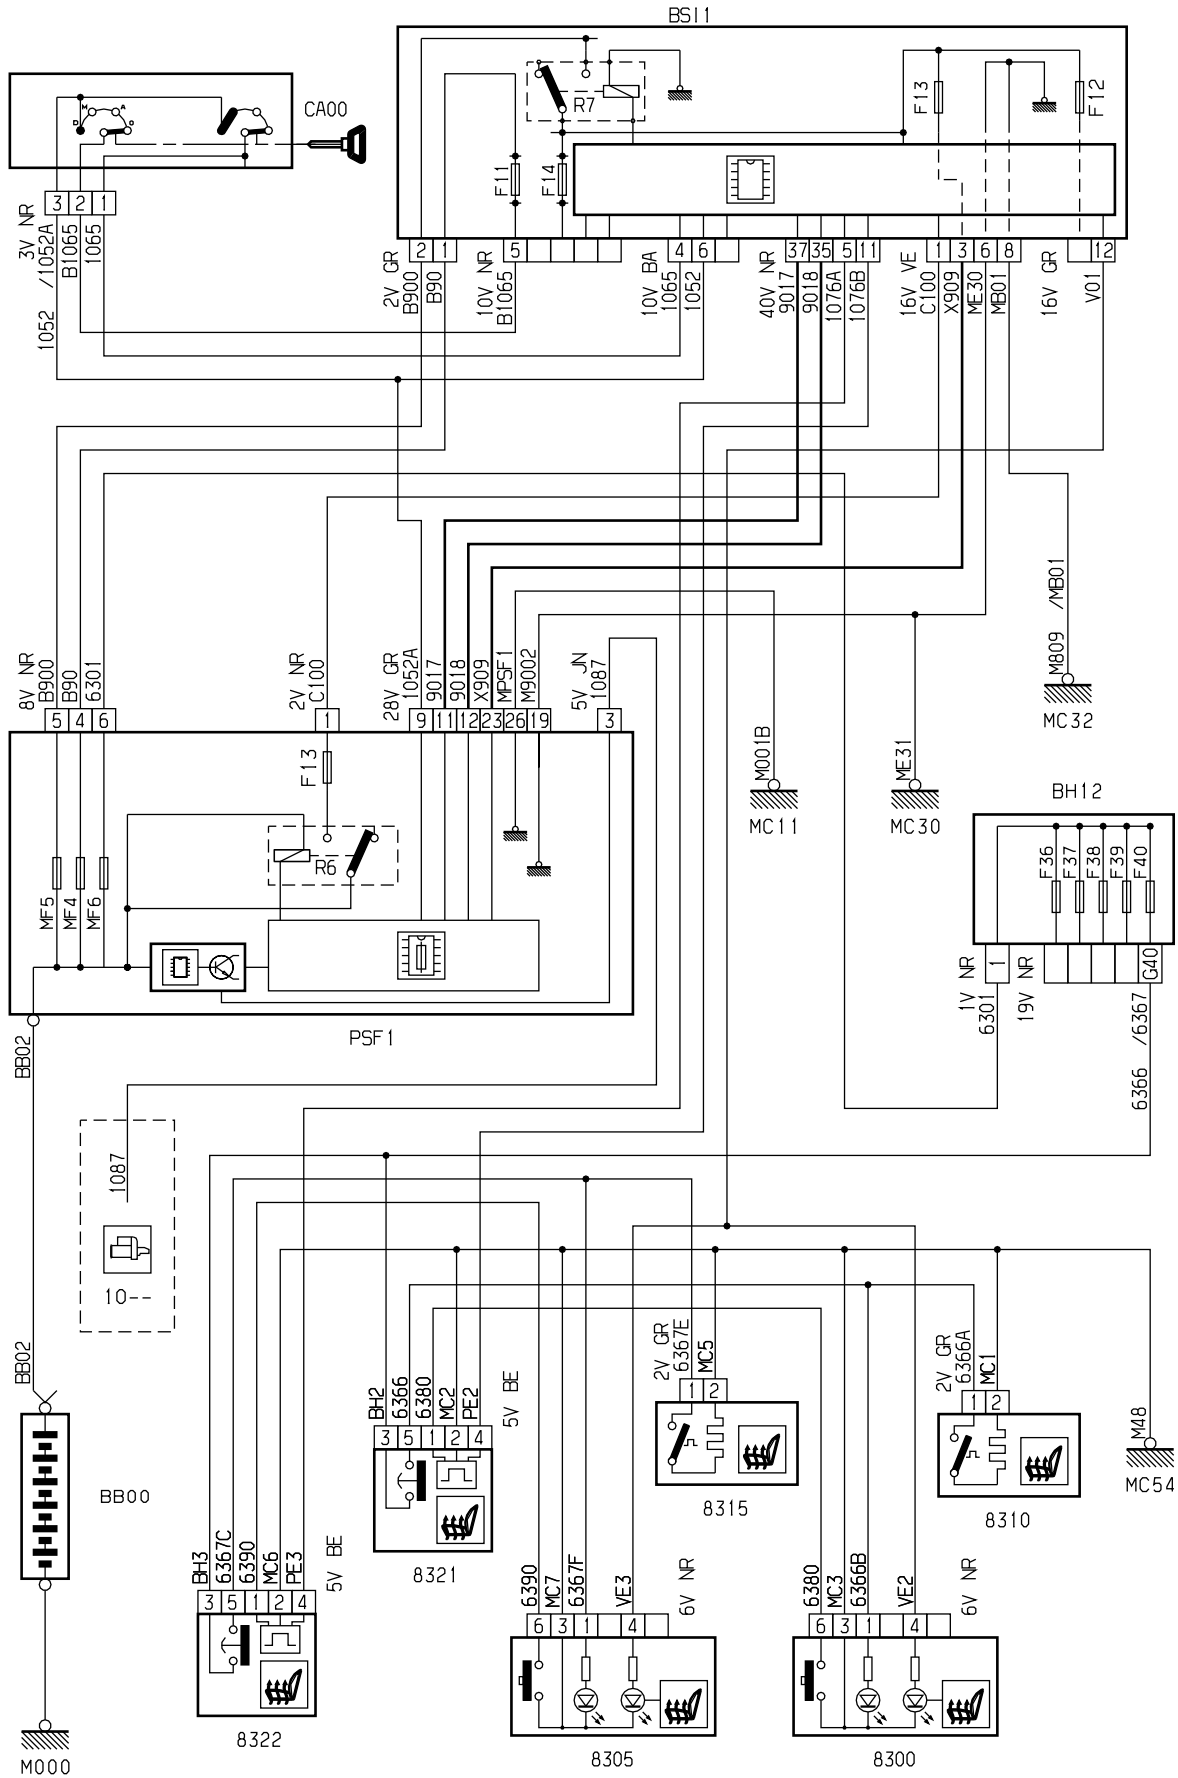 BSI1
CA00
M
A
D
3
2
1
3V NR
1052 /1052A
B1065
1065
R7
F11
F14
F13
F12
2
1
5
4
6
37
35
5
11
1
3
6
8
12
2V GR
B900
B90
10V NR
B1065
10V BA
1065
1052
40V NR
9017
9018
1076A
1076B
16V VE
C100
X909
ME30
MB01
16V GR
V01
8V NR
B900
B90
6301
2V NR
C100
28V GR
1052A
9017
9018
X909
MPSF1
M9002
5V JN
1087
5
4
6
1
9
11
12
23
26
19
3
M809 /MB01
MC32
M001B
MC11
ME31
MC30
F13
R6
MF5
MF4
MF6
PSF1
BH12
F36
F37
F38
F39
F40
1
G40
1V NR
6301
19V NR
6366 /6367
BB02
1087
10--
BB02
BB00
M000
BH2
6366
6380
MC2
PE2
5V BE
3
5
1
2
4
8321
2V GR
6367E
MC5
1
2
8315
2V GR
6366A
MC1
1
2
8310
M48
MC54
BH3
6367C
6390
MC6
PE3
5V BE
3
5
1
2
4
8322
6390
MC7
6367F
VE3
6V NR
6
3
1
4
8305
6380
MC3
6366B
VE2
6V NR
6
3
1
4
8300